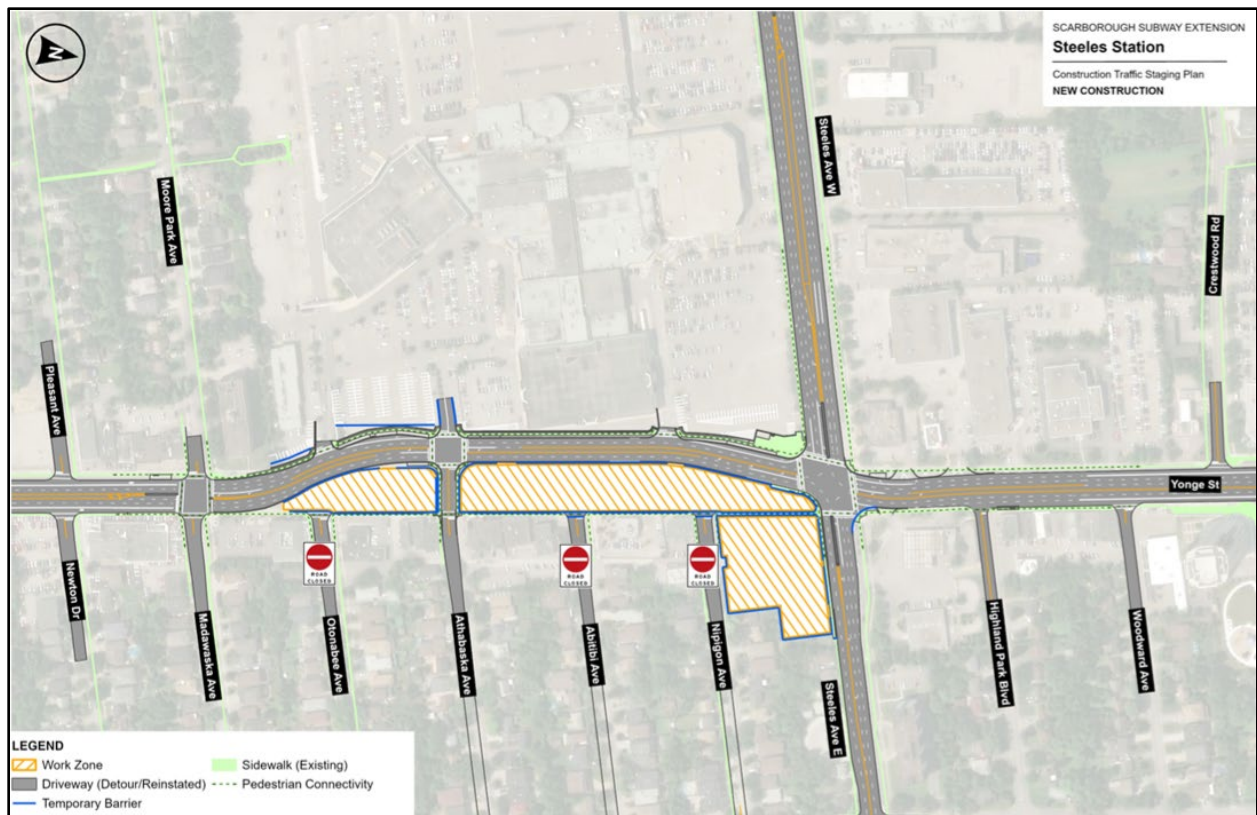 N
SCARBOROUGH SUBWAY EXTENSION
Steeles Station
Construction Traffic Staging Plan
NEW CONSTRUCTION
Moore Park Ave
Steeles Ave W
Crestwood Rd
Pleasant Ave
Yonge St
Newton Dr
Madawaska Ave
ROAD
CLOSED
Otonabee Ave
Athabaska Ave
ROAD
CLOSED
Abitibi Ave
ROAD
CLOSED
Nipigon Ave
Steeles Ave E
Highland Park Blvd
Woodward Ave
LEGEND
Work Zone
Driveway (Detour/Reinstated)
Temporary Barrier
Sidewalk (Existing)
Pedestrian Connectivity